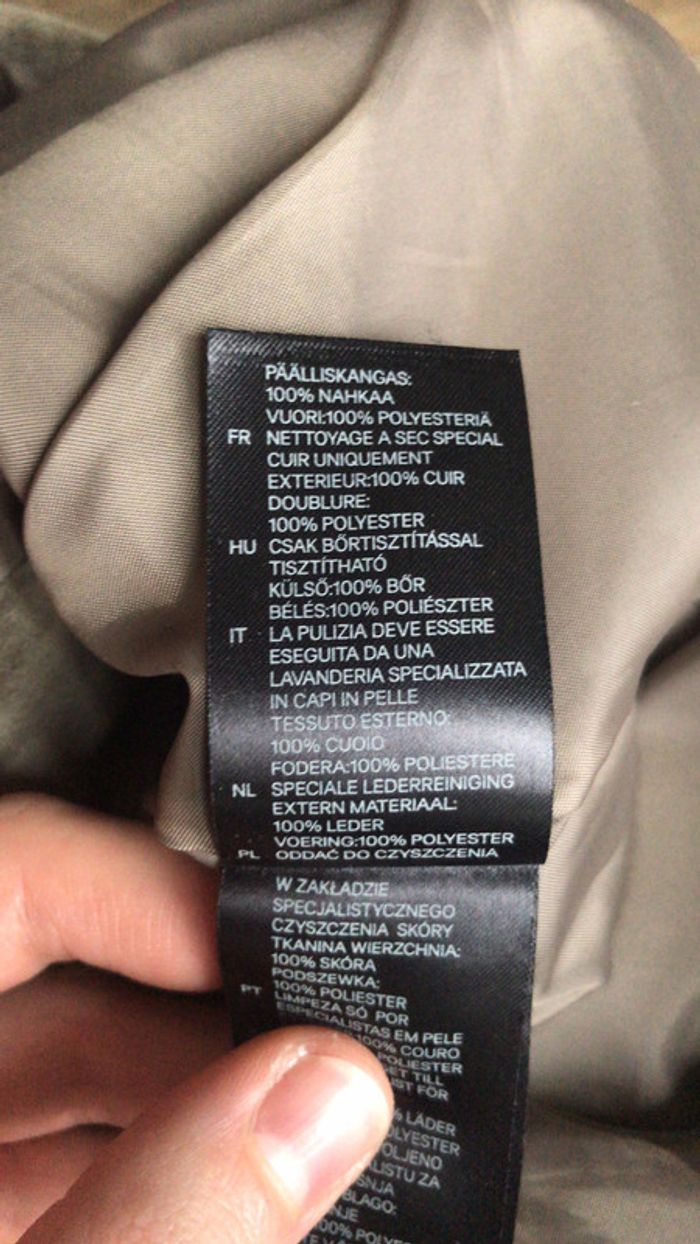 PÄÄLLISKANGAS:
100% NAHKAA
VUORI:100% POLYESTERIÄ
FR NETTOYAGE A SEC SPECIAL
CUIR UNIQUEMENT
EXTERIEUR:100% CUIR
DOUBLURE:
100% POLYESTER
HU CSAK BŐRTISZTÍTÁSSAL
TISZTÍTHATÓ
KÜLSŐ:100% BŐR
BÉLÉS:100% POLIÉSZTER
IT LA PULIZIA DEVE ESSERE
ESEGUITA DA UNA
LAVANDERIA SPECIALIZZATA
IN CAPI IN PELLE
TESSUTO ESTERNO:
100% CUOIO
FODERA:100% POLIESTERE
NL SPECIALE LEDERREINIGING
EXTERN MATERIAAL:
100% LEDER
VOERING:100% POLYESTER
PL ODDAĆ DO CZYSZCZENIA
W ZAKŁADZIE
SPECJALISTYCZNEGO
CZYSZCZENIA SKÓRY
TKANINA WIERZCHNIA:
100% SKÓRA
PODSZEWKA:
100% POLIESTER
PT LIMPEZA SÓ POR
ESPECIALISTAS EM PELE
100% COURO
POLIESTER
TILL
FÖR
% LÄDER